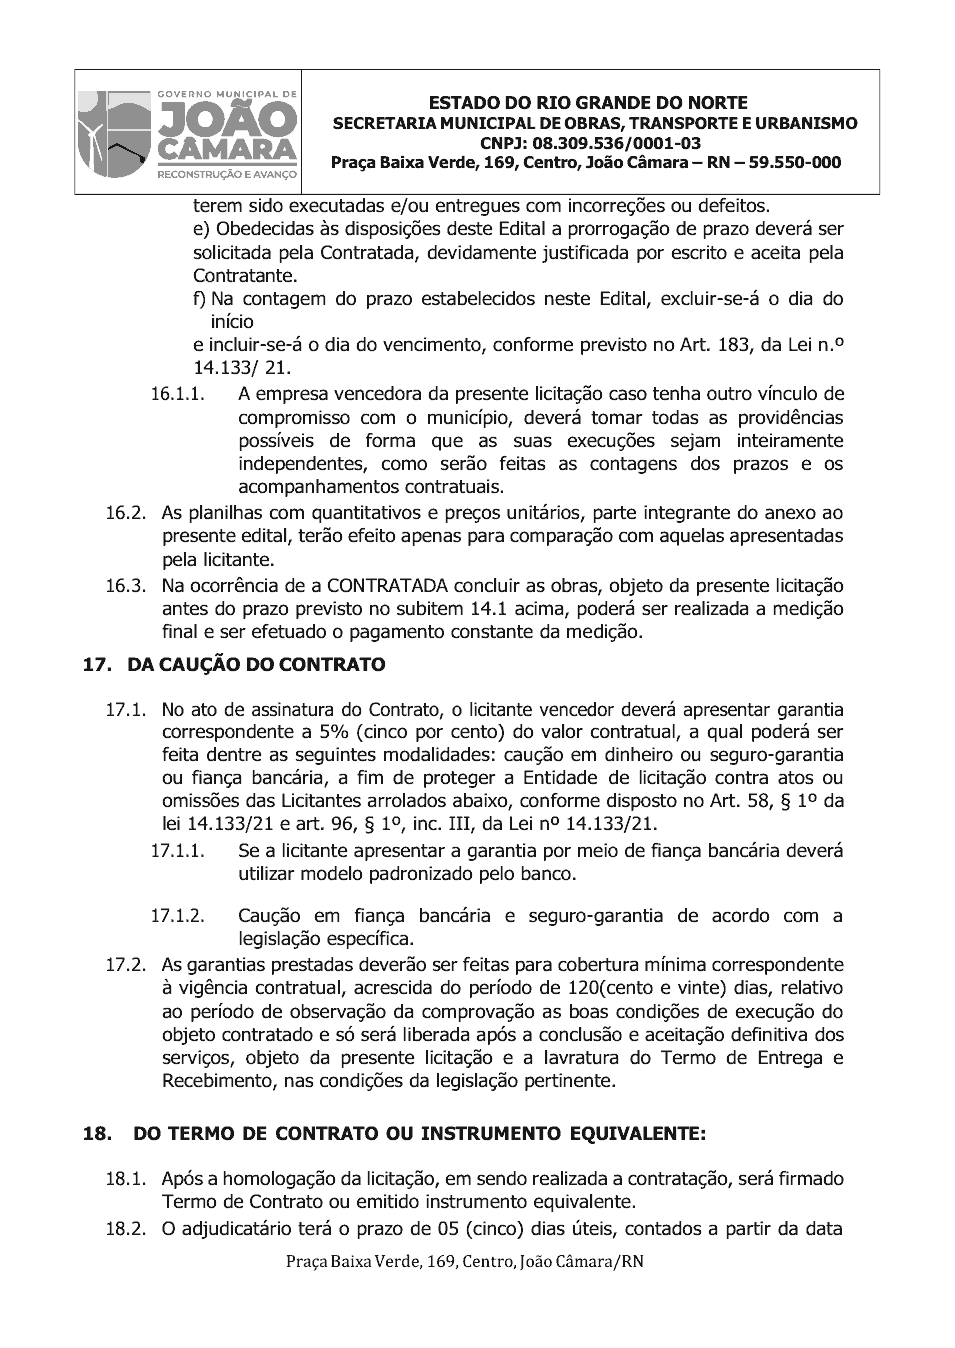 GOVERNO MUNICIPAL DE
JOÃO
CÂMARA
RECONSTRUÇÃO E AVANÇO
ESTADO DO RIO GRANDE DO NORTE
SECRETARIA MUNICIPAL DE OBRAS, TRANSPORTE E URBANISMO
CNPJ: 08.309.536/0001-03
Praça Baixa Verde, 169, Centro, João Câmara – RN – 59.550-000
terem sido executadas e/ou entregues com incorreções ou defeitos.
e) Obedecidas às disposições deste Edital a prorrogação de prazo deverá ser
solicitada pela Contratada, devidamente justificada por escrito e aceita pela
Contratante.
f) Na contagem do prazo estabelecidos neste Edital, excluir-se-á o dia do
início
e incluir-se-á o dia do vencimento, conforme previsto no Art. 183, da Lei n.º
14.133/ 21.
16.1.1. A empresa vencedora da presente licitação caso tenha outro vínculo de
compromisso com o município, deverá tomar todas as providências
possíveis de forma que as suas execuções sejam inteiramente
independentes, como serão feitas as contagens dos prazos e os
acompanhamentos contratuais.
16.2. As planilhas com quantitativos e preços unitários, parte integrante do anexo ao
presente edital, terão efeito apenas para comparação com aquelas apresentadas
pela licitante.
16.3. Na ocorrência de a CONTRATADA concluir as obras, objeto da presente licitação
antes do prazo previsto no subitem 14.1 acima, poderá ser realizada a medição
final e ser efetuado o pagamento constante da medição.
17. DA CAUÇÃO DO CONTRATO
17.1. No ato de assinatura do Contrato, o licitante vencedor deverá apresentar garantia
correspondente a 5% (cinco por cento) do valor contratual, a qual poderá ser
feita dentre as seguintes modalidades: caução em dinheiro ou seguro-garantia
ou fiança bancária, a fim de proteger a Entidade de licitação contra atos ou
omissões das Licitantes arrolados abaixo, conforme disposto no Art. 58, § 1º da
lei 14.133/21 e art. 96, § 1º, inc. III, da Lei nº 14.133/21.
17.1.1. Se a licitante apresentar a garantia por meio de fiança bancária deverá
utilizar modelo padronizado pelo banco.
17.1.2. Caução em fiança bancária e seguro-garantia de acordo com a
legislação específica.
17.2. As garantias prestadas deverão ser feitas para cobertura mínima correspondente
à vigência contratual, acrescida do período de 120(cento e vinte) dias, relativo
ao período de observação da comprovação as boas condições de execução do
objeto contratado e só será liberada após a conclusão e aceitação definitiva dos
serviços, objeto da presente licitação e a lavratura do Termo de Entrega e
Recebimento, nas condições da legislação pertinente.
18. DO TERMO DE CONTRATO OU INSTRUMENTO EQUIVALENTE:
18.1. Após a homologação da licitação, em sendo realizada a contratação, será firmado
Termo de Contrato ou emitido instrumento equivalente.
18.2. O adjudicatário terá o prazo de 05 (cinco) dias úteis, contados a partir da data
Praça Baixa Verde, 169, Centro, João Câmara/RN